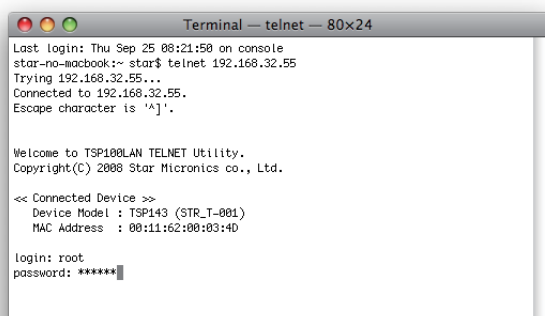 Terminal — telnet — 80×24
Last login: Thu Sep 25 08:21:50 on console
star-no-macbook:~ star$ telnet 192.168.32.55
Trying 192.168.32.55...
Connected to 192.168.32.55.
Escape character is '^]'.
Welcome to TSP100LAN TELNET Utility.
Copyright(C) 2008 Star Micronics co., Ltd.
<< Connected Device >>
Device Model : TSP143 (STR_T-001)
MAC Address : 00:11:62:00:03:4D
login: root
password: ******